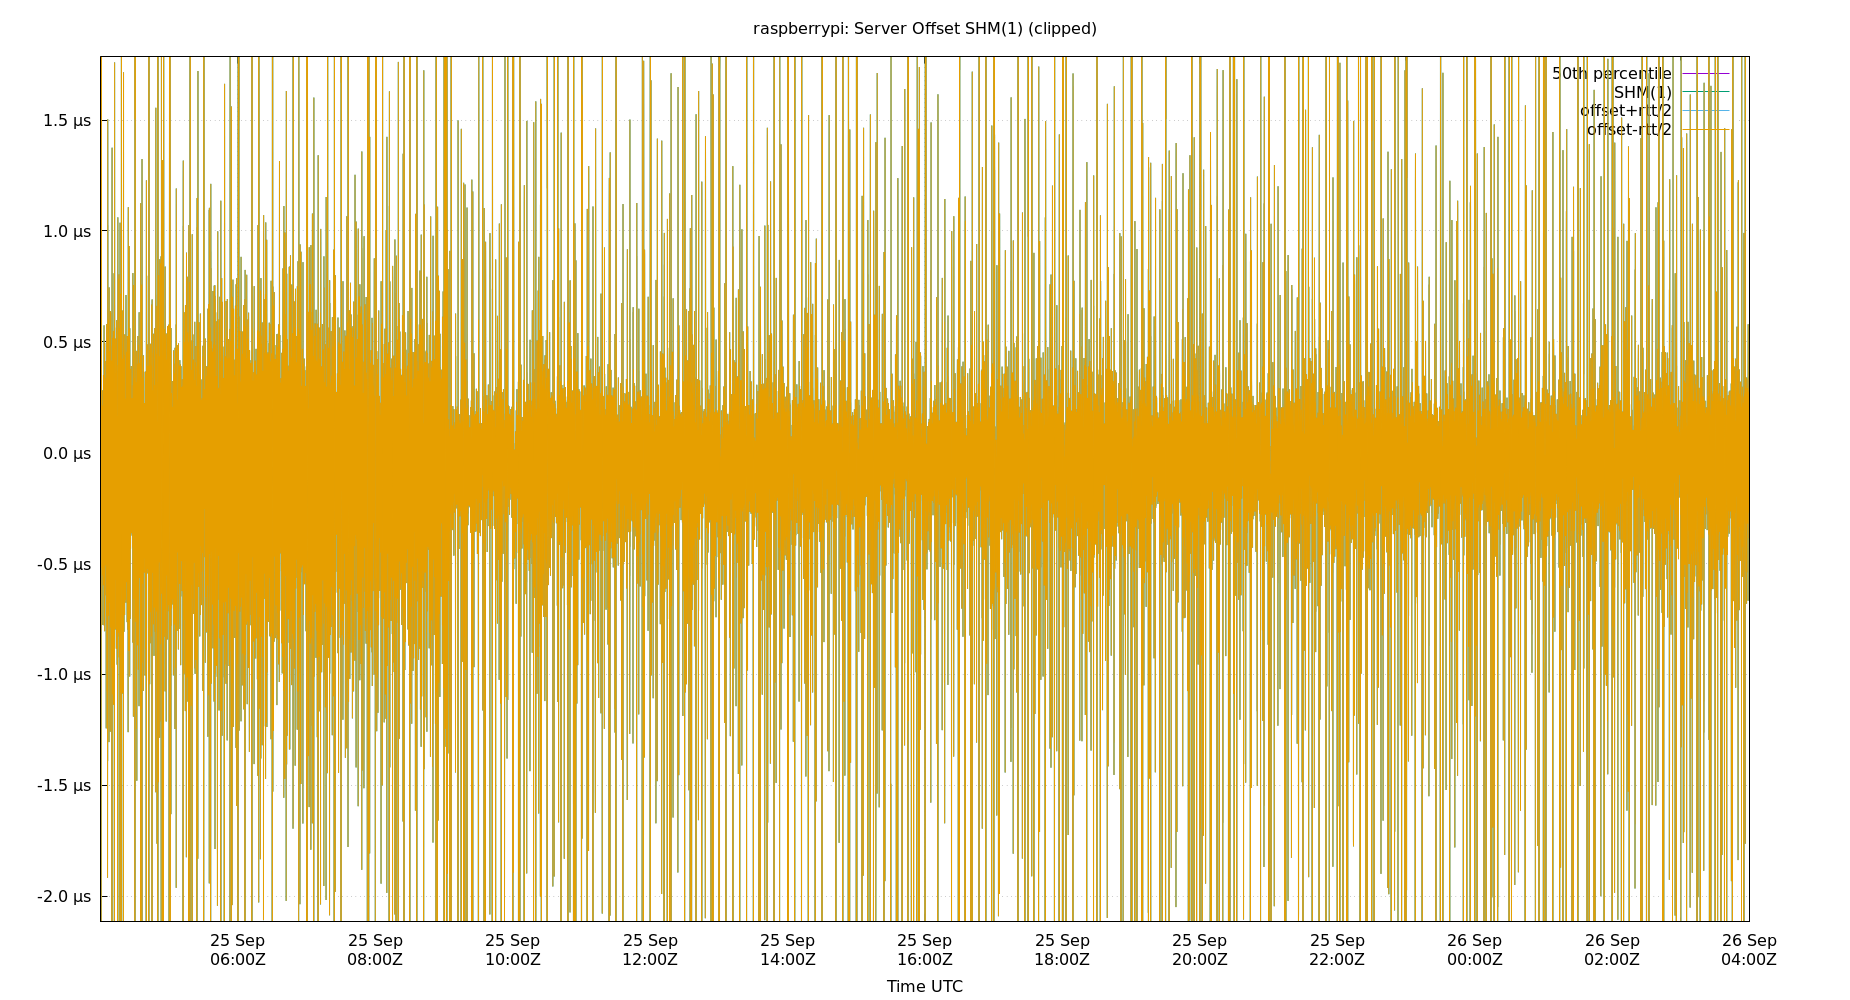 raspberrypi: Server Offset SHM(1) (clipped)
50th percentile
SHM(1)
offset+rtt/2
offset-rtt/2
1.5 µs
1.0 µs
0.5 µs
0.0 µs
-0.5 µs
-1.0 µs
-1.5 µs
-2.0 µs
25 Sep 25 Sep 25 Sep 25 Sep 25 Sep 25 Sep 25 Sep 25 Sep 25 Sep 26 Sep 26 Sep 26 Sep
06:00Z 08:00Z 10:00Z 12:00Z 14:00Z 16:00Z 18:00Z 20:00Z 22:00Z 00:00Z 02:00Z 04:00Z
Time UTC